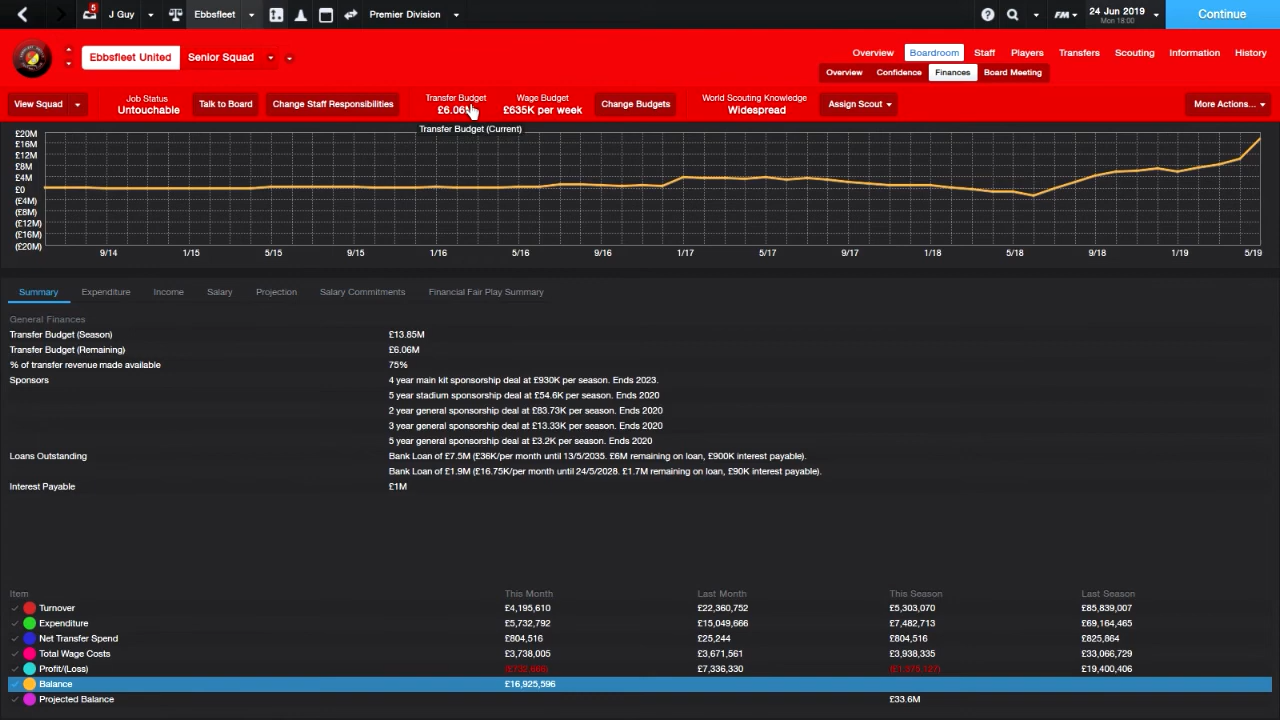 5
J Guy
Ebbsfleet
Premier Division
FM
24 Jun 2019
Mon 18:00
Continue
Ebbsfleet United
Senior Squad
Overview
Boardroom
Staff
Players
Transfers
Scouting
Information
History
Overview
Confidence
Finances
Board Meeting
View Squad
Job Status
Untouchable
Talk to Board
Change Staff Responsibilities
Transfer Budget
£6.06M
Wage Budget
£635K per week
Change Budgets
World Scouting Knowledge
Widespread
Assign Scout
More Actions...
Transfer Budget (Current)
£20M
£16M
£12M
£8M
£4M
£0
(£4M)
(£8M)
(£12M)
(£16M)
(£20M)
9/14 1/15 5/15 9/15 1/16 5/16 9/16 1/17 5/17 9/17 1/18 5/18 9/18 1/19 5/19
Summary Expenditure Income Salary Projection Salary Commitments Financial Fair Play Summary
General Finances
Transfer Budget (Season) £13.85M
Transfer Budget (Remaining) £6.06M
% of transfer revenue made available 75%
Sponsors 4 year main kit sponsorship deal at £930K per season. Ends 2023.
5 year stadium sponsorship deal at £54.6K per season. Ends 2020
2 year general sponsorship deal at £83.73K per season. Ends 2020
3 year general sponsorship deal at £13.33K per season. Ends 2020
5 year general sponsorship deal at £3.2K per season. Ends 2020
Loans Outstanding Bank Loan of £7.5M (£36K/per month until 13/5/2035. £6M remaining on loan, £900K interest payable).
Bank Loan of £1.9M (£16.75K/per month until 24/5/2028. £1.7M remaining on loan, £90K interest payable).
Interest Payable £1M
Item This Month Last Month This Season Last Season
Turnover £4,195,610 £22,360,752 £5,303,070 £85,839,007
Expenditure £5,732,792 £15,049,666 £7,482,713 £69,164,465
Net Transfer Spend £804,516 £25,244 £804,516 £825,864
Total Wage Costs £3,738,005 £3,671,561 £3,938,335 £33,066,729
Profit/(Loss) £7,336,330 £19,400,406
Balance £16,925,596
Projected Balance £33.6M